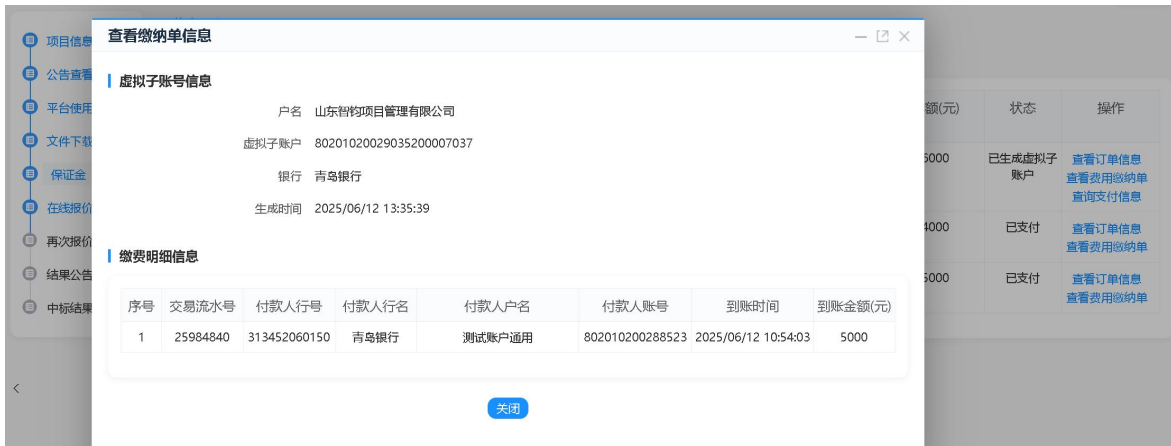 查看缴纳单信息
虚拟子账号信息
户名 山东智钧项目管理有限公司
虚拟子账户 80201020029035200007037
银行 青岛银行
生成时间 2025/06/12 13:35:39
缴费明细信息
序号 交易流水号 付款人行号 付款人行名 付款人户名 付款人账号 到账时间 到账金额(元)
1 25984840 313452060150 青岛银行 测试账户通用 802010200288523 2025/06/12 10:54:03 5000
关闭
项目信息
公告查看
平台使用
文件下载
保证金
在线报价
再次报价
结果公告
中标结果
额(元) 状态 操作
5000 已生成虚拟子账户 查看订单信息
查看费用缴纳单
查询支付信息
4000 已支付 查看订单信息
查看费用缴纳单
5000 已支付 查看订单信息
查看费用缴纳单